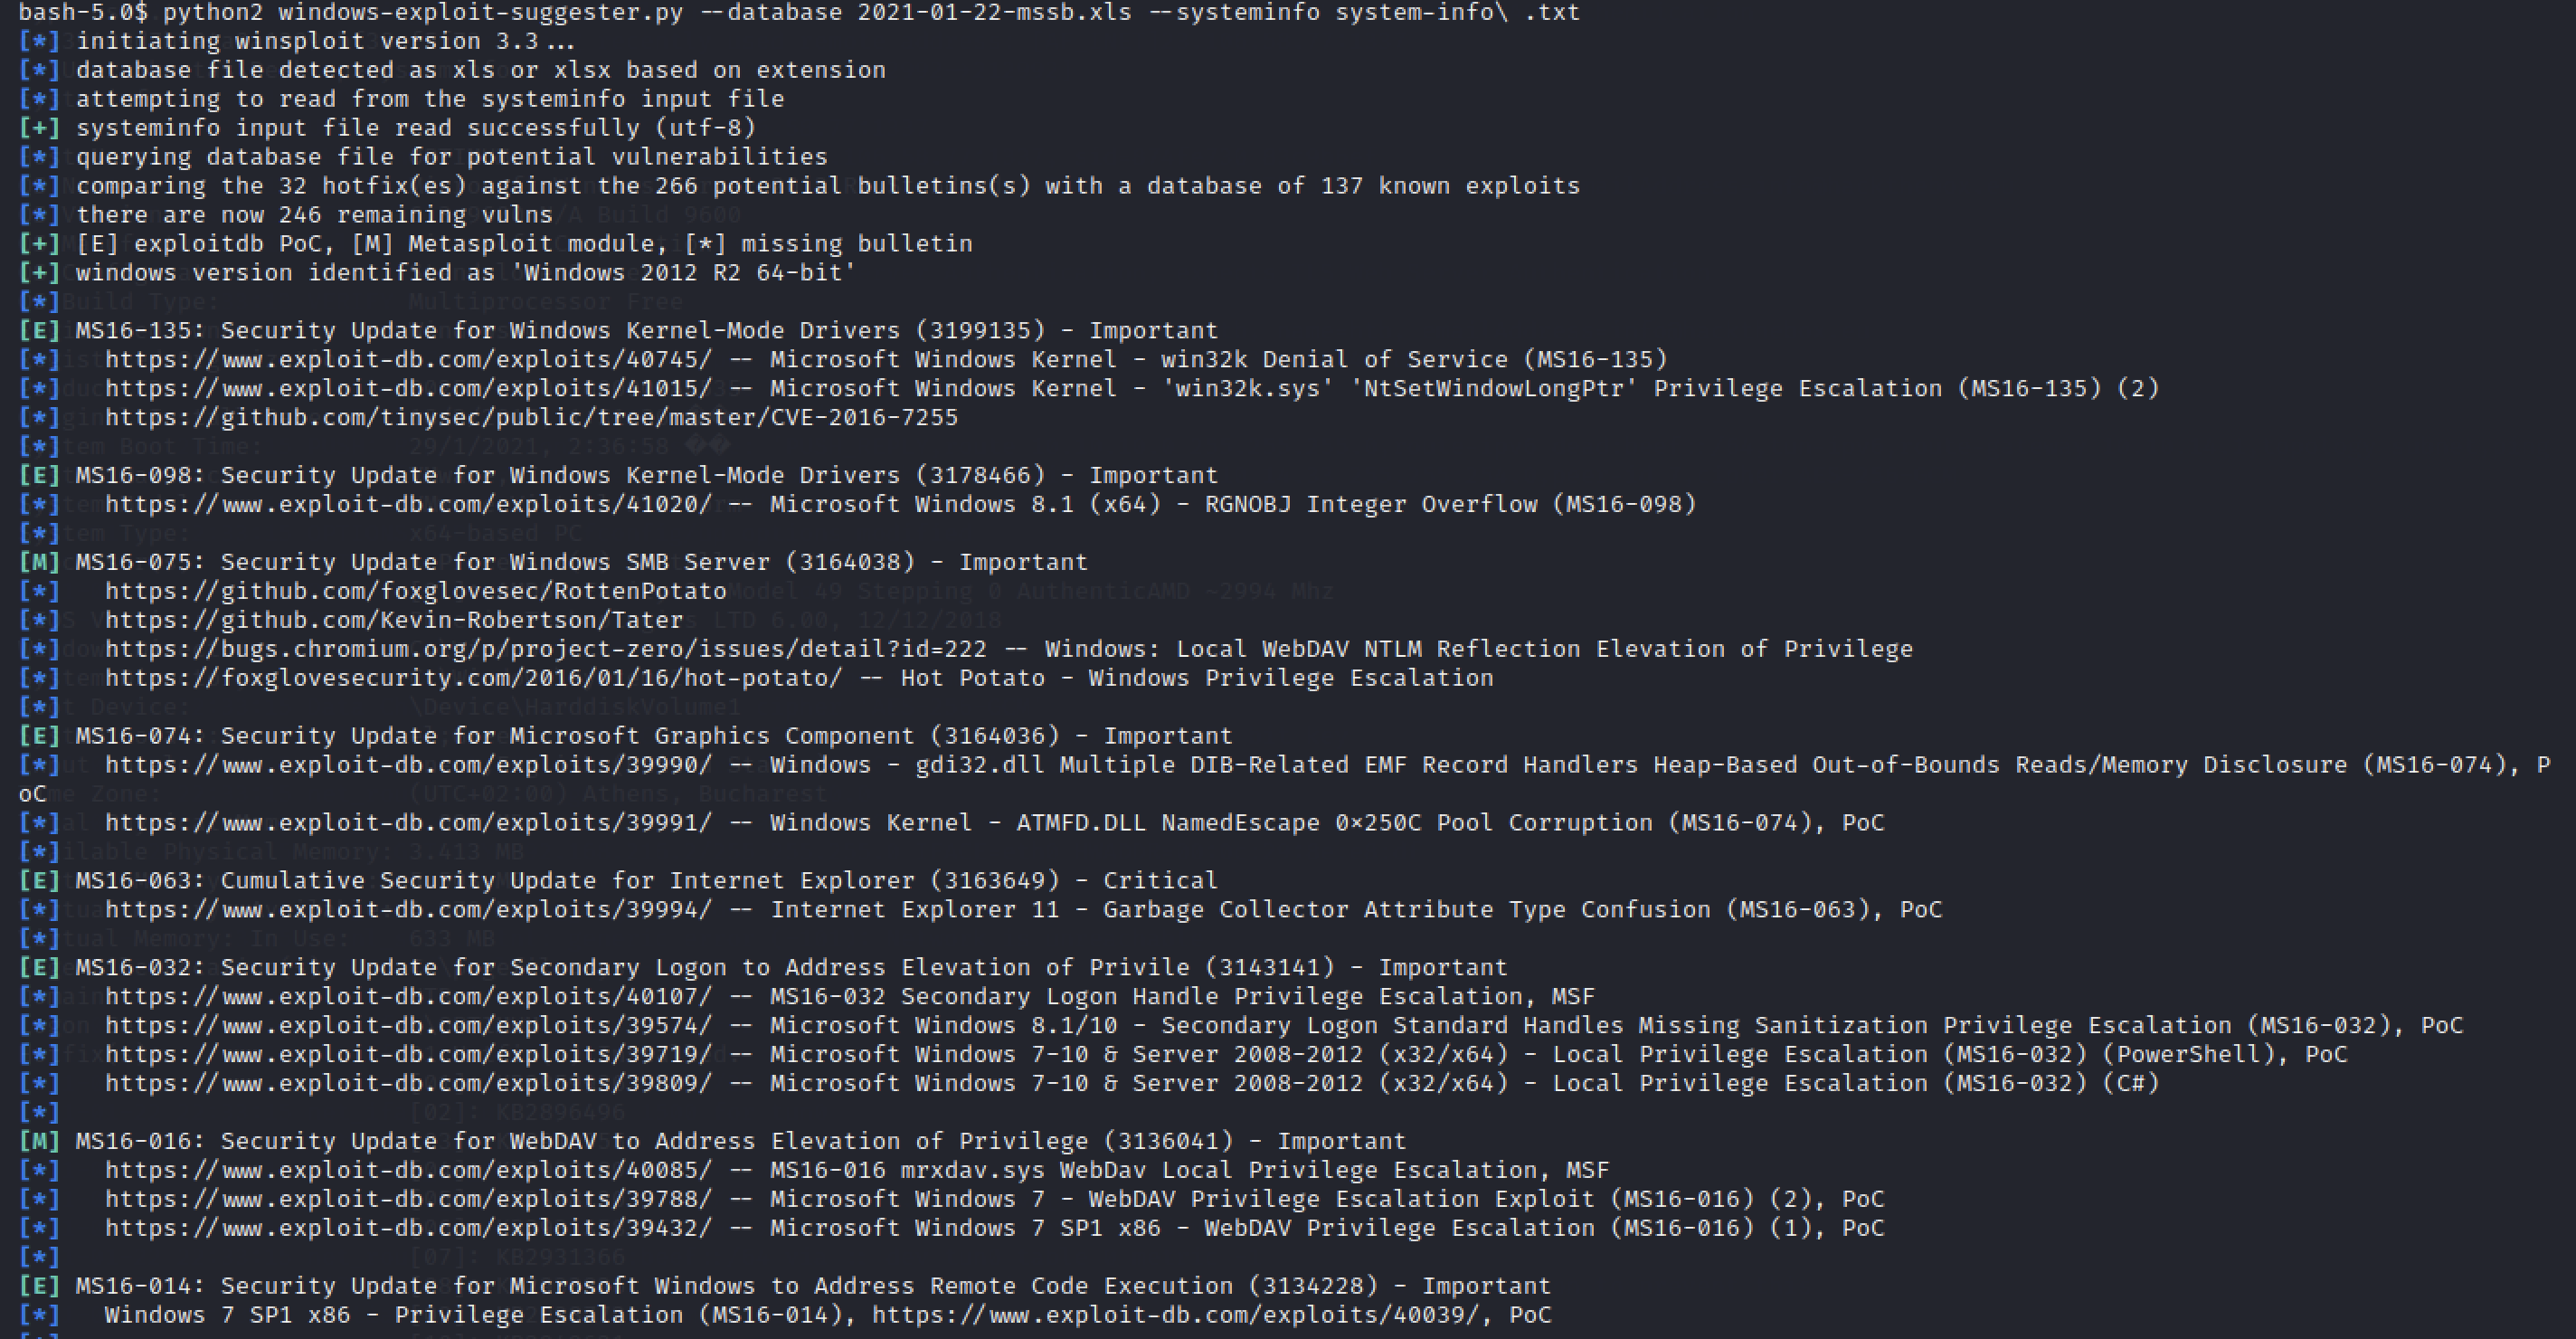 bash-5.0$ python2 windows-exploit-suggester.py --database 2021-01-22-mssb.xls --systeminfo system-info\ .txt
[*] initiating winsploit version 3.3...
[*] database file detected as xls or xlsx based on extension
[*] attempting to read from the systeminfo input file
[+] systeminfo input file read successfully (utf-8)
[*] querying database file for potential vulnerabilities
[*] comparing the 32 hotfix(es) against the 266 potential bulletins(s) with a database of 137 known exploits
[*] there are now 246 remaining vulns
[+] [E] exploitdb PoC, [M] Metasploit module, [*] missing bulletin
[+] windows version identified as 'Windows 2012 R2 64-bit'
[*]
[E] MS16-135: Security Update for Windows Kernel-Mode Drivers (3199135) - Important
[*]   https://www.exploit-db.com/exploits/40745/ -- Microsoft Windows Kernel - win32k Denial of Service (MS16-135)
[*]   https://www.exploit-db.com/exploits/41015/ -- Microsoft Windows Kernel - 'win32k.sys' 'NtSetWindowLongPtr' Privilege Escalation (MS16-135) (2)
[*]   https://github.com/tinysec/public/tree/master/CVE-2016-7255
[*]
[E] MS16-098: Security Update for Windows Kernel-Mode Drivers (3178466) - Important
[*]   https://www.exploit-db.com/exploits/41020/ -- Microsoft Windows 8.1 (x64) - RGNOBJ Integer Overflow (MS16-098)
[*]
[M] MS16-075: Security Update for Windows SMB Server (3164038) - Important
[*]   https://github.com/foxglovesec/RottenPotato
[*]   https://github.com/Kevin-Robertson/Tater
[*]   https://bugs.chromium.org/p/project-zero/issues/detail?id=222 -- Windows: Local WebDAV NTLM Reflection Elevation of Privilege
[*]   https://foxglovesecurity.com/2016/01/16/hot-potato/ -- Hot Potato - Windows Privilege Escalation
[*]
[E] MS16-074: Security Update for Microsoft Graphics Component (3164036) - Important
[*]   https://www.exploit-db.com/exploits/39990/ -- Windows - gdi32.dll Multiple DIB-Related EMF Record Handlers Heap-Based Out-of-Bounds Reads/Memory Disclosure (MS16-074), P
oC
[*]   https://www.exploit-db.com/exploits/39991/ -- Windows Kernel - ATMFD.DLL NamedEscape 0×250C Pool Corruption (MS16-074), PoC
[*]
[E] MS16-063: Cumulative Security Update for Internet Explorer (3163649) - Critical
[*]   https://www.exploit-db.com/exploits/39994/ -- Internet Explorer 11 - Garbage Collector Attribute Type Confusion (MS16-063), PoC
[*]
[E] MS16-032: Security Update for Secondary Logon to Address Elevation of Privile (3143141) - Important
[*]   https://www.exploit-db.com/exploits/40107/ -- MS16-032 Secondary Logon Handle Privilege Escalation, MSF
[*]   https://www.exploit-db.com/exploits/39574/ -- Microsoft Windows 8.1/10 - Secondary Logon Standard Handles Missing Sanitization Privilege Escalation (MS16-032), PoC
[*]   https://www.exploit-db.com/exploits/39719/ -- Microsoft Windows 7-10 & Server 2008-2012 (x32/x64) - Local Privilege Escalation (MS16-032) (PowerShell), PoC
[*]   https://www.exploit-db.com/exploits/39809/ -- Microsoft Windows 7-10 & Server 2008-2012 (x32/x64) - Local Privilege Escalation (MS16-032) (C#)
[*]
[M] MS16-016: Security Update for WebDAV to Address Elevation of Privilege (3136041) - Important
[*]   https://www.exploit-db.com/exploits/40085/ -- MS16-016 mrxdav.sys WebDav Local Privilege Escalation, MSF
[*]   https://www.exploit-db.com/exploits/39788/ -- Microsoft Windows 7 - WebDAV Privilege Escalation Exploit (MS16-016) (2), PoC
[*]   https://www.exploit-db.com/exploits/39432/ -- Microsoft Windows 7 SP1 x86 - WebDAV Privilege Escalation (MS16-016) (1), PoC
[*]
[E] MS16-014: Security Update for Microsoft Windows to Address Remote Code Execution (3134228) - Important
[*]   Windows 7 SP1 x86 - Privilege Escalation (MS16-014), https://www.exploit-db.com/exploits/40039/, PoC